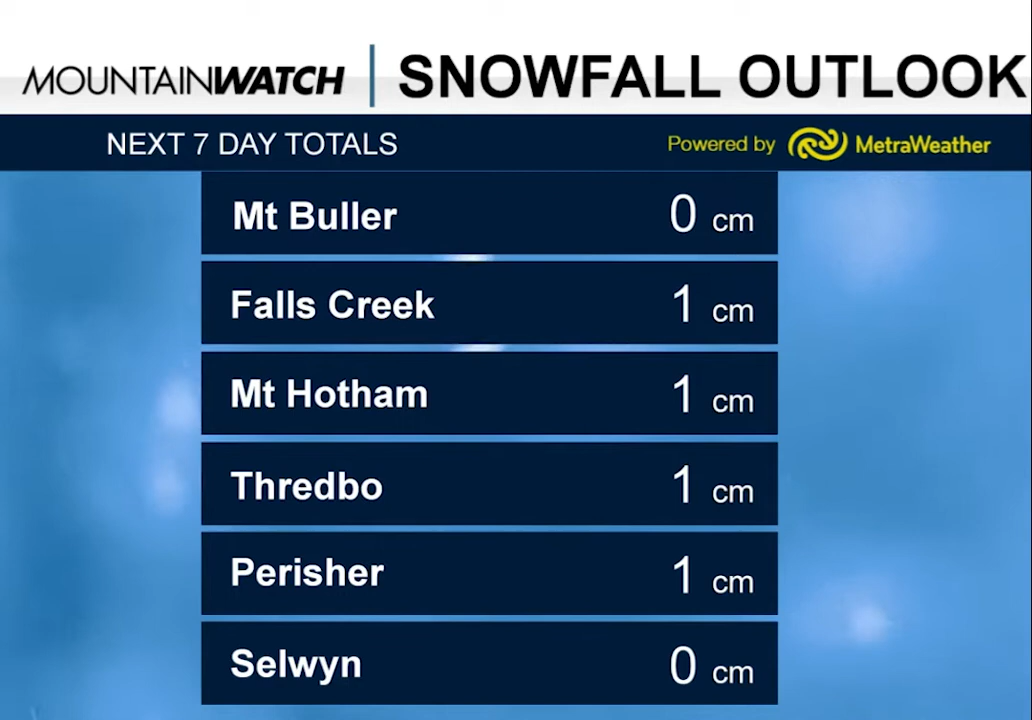 MOUNTAINWATCH | SNOWFALL OUTLOOK
NEXT 7 DAY TOTALS Powered by MetraWeather
Mt Buller 0 cm
Falls Creek 1 cm
Mt Hotham 1 cm
Thredbo 1 cm
Perisher 1 cm
Selwyn 0 cm